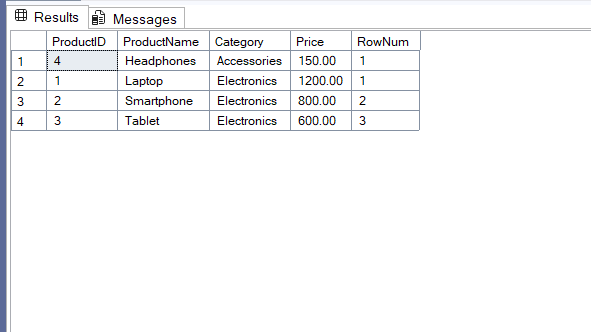 Results Messages
ProductID ProductName Category Price RowNum
1 4 Headphones Accessories 150.00 1
2 1 Laptop Electronics 1200.00 1
3 2 Smartphone Electronics 800.00 2
4 3 Tablet Electronics 600.00 3